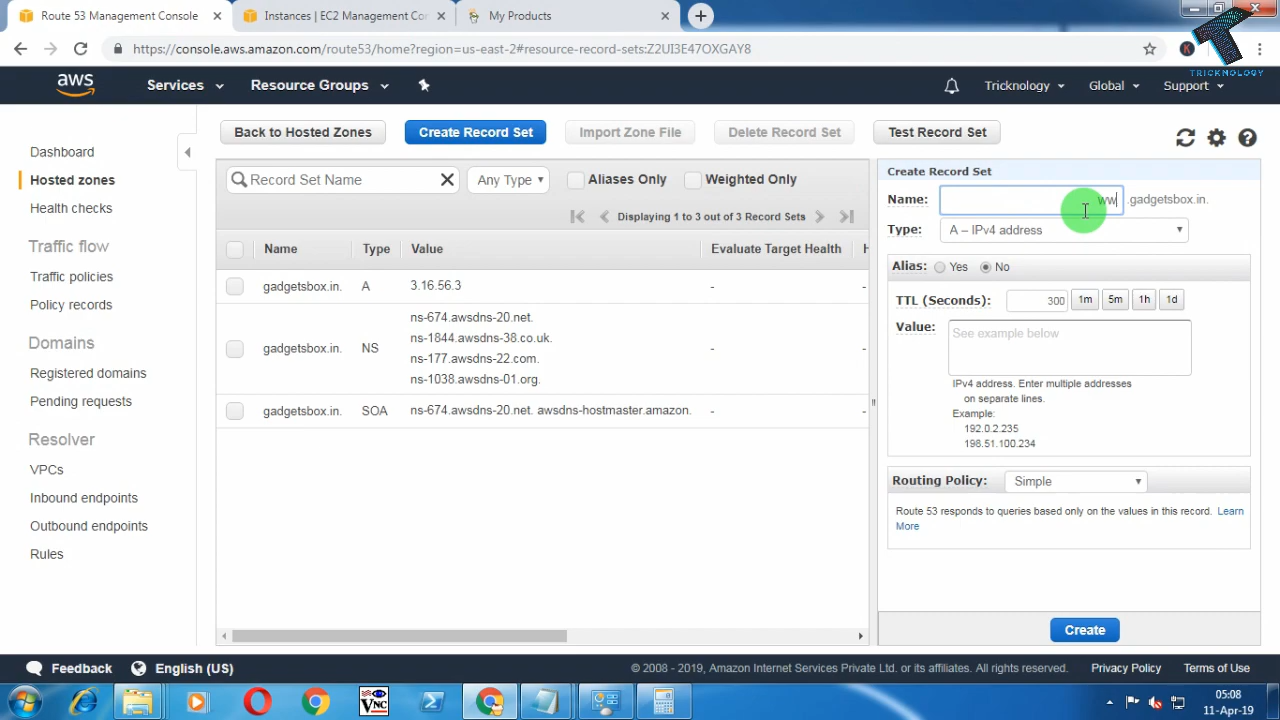 Route 53 Management Console
Instances | EC2 Management Con
My Products
https://console.aws.amazon.com/route53/home?region=us-east-2#resource-record-sets:Z2UI3E47OXGAY8
K
TRICKNOLOGY
aws
Services
Resource Groups
Tricknology
Global
Support
Dashboard
Hosted zones
Health checks
Traffic flow
Traffic policies
Policy records
Domains
Registered domains
Pending requests
Resolver
VPCs
Inbound endpoints
Outbound endpoints
Rules
Back to Hosted Zones
Create Record Set
Import Zone File
Delete Record Set
Test Record Set
Record Set Name
Any Type
Aliases Only
Weighted Only
Displaying 1 to 3 out of 3 Record Sets
Name Type Value Evaluate Target Health H
gadgetsbox.in. A 3.16.56.3 - -
ns-674.awsdns-20.net.
ns-1844.awsdns-38.co.uk.
gadgetsbox.in. NS - -
ns-177.awsdns-22.com.
ns-1038.awsdns-01.org.
gadgetsbox.in. SOA ns-674.awsdns-20.net. awsdns-hostmaster.amazon. - -
Create Record Set
Name: ww .gadgetsbox.in.
Type: A – IPv4 address
Alias: Yes No
TTL (Seconds): 300 1m 5m 1h 1d
Value: See example below
IPv4 address. Enter multiple addresses
on separate lines.
Example:
192.0.2.235
198.51.100.234
Routing Policy: Simple
Route 53 responds to queries based only on the values in this record. Learn
More
Create
Feedback
English (US)
© 2008 - 2019, Amazon Internet Services Private Ltd. or its affiliates. All rights reserved.
Privacy Policy
Terms of Use
VNC
05:08
11-Apr-19